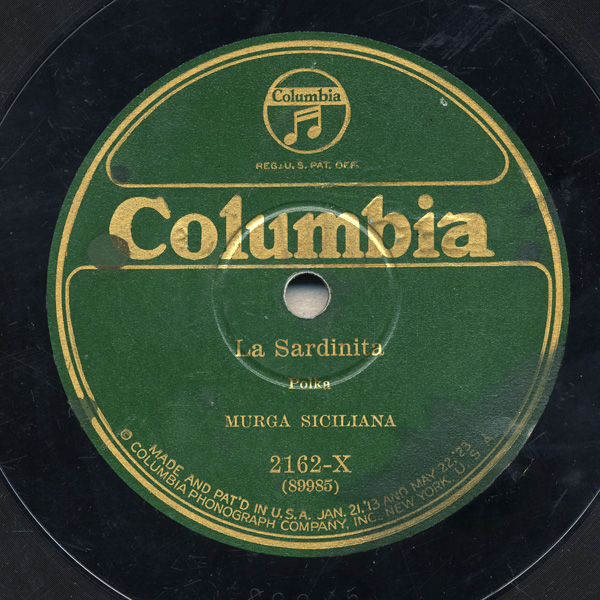 Columbia
REG. U. S. PAT. OFF.
Columbia
La Sardinita
Polka
MURGA SICILIANA
2162-X
(89985)
MADE AND PAT'D IN U.S.A. JAN. 21.'13 AND MAY 22.'23
© COLUMBIA PHONOGRAPH COMPANY, INC., NEW YORK, U.S.A.